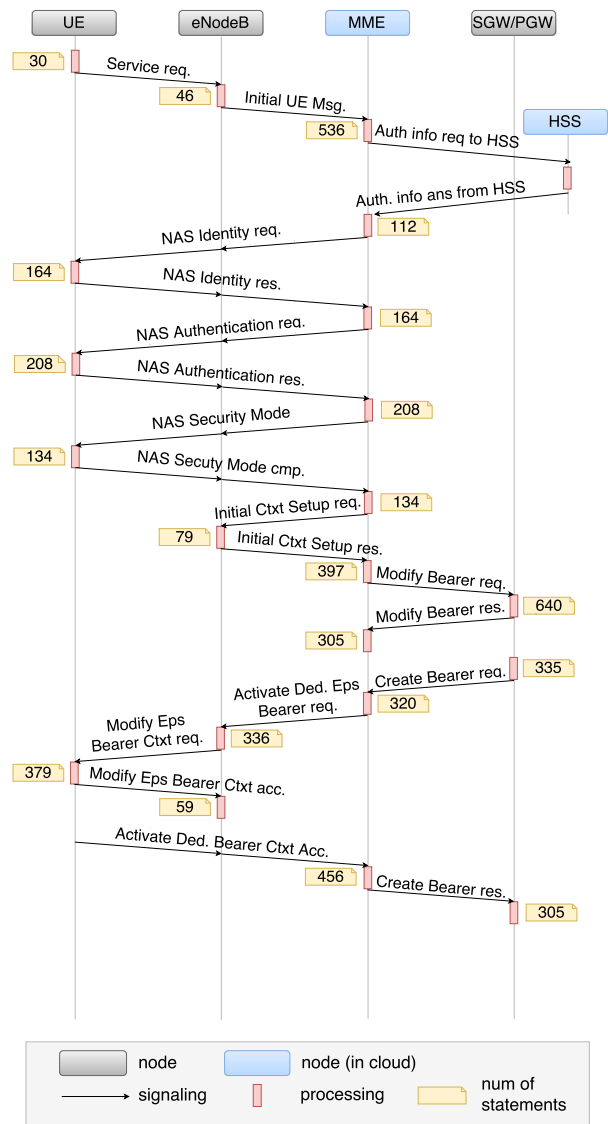 UE
eNodeB
MME
SGW/PGW
30
Service req.
46
Initial UE Msg.
HSS
536
Auth info req to HSS
Auth. info ans from HSS
112
NAS Identity req.
164
NAS Identity res.
164
NAS Authentication req.
208
NAS Authentication res.
208
NAS Security Mode
134
NAS Secuty Mode cmp.
134
Initial Ctxt Setup req.
79
Initial Ctxt Setup res.
397
Modify Bearer req.
640
Modify Bearer res.
305
335
Create Bearer req.
Activate Ded. Eps
Bearer req.
320
Modify Eps
Bearer Ctxt req.
336
379
Modify Eps Bearer Ctxt acc.
59
Activate Ded. Bearer Ctxt Acc.
456
Create Bearer res.
305
node
node (in cloud)
signaling
processing
num of
statements